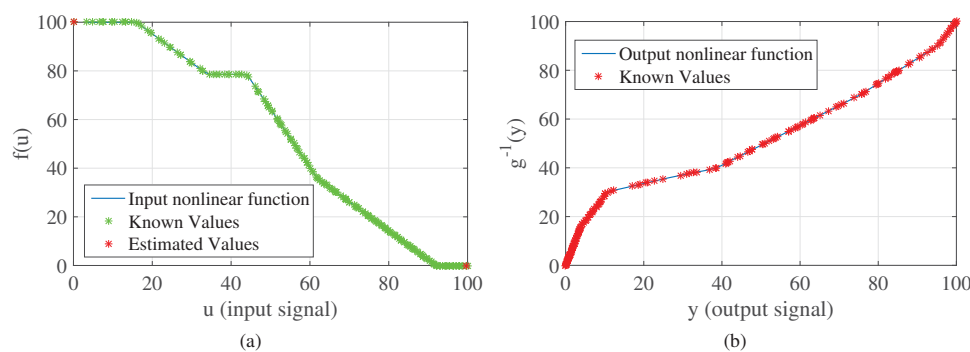 100
80
60
40
20
0
f(u)
Input nonlinear function
Known Values
Estimated Values
0 20 40 60 80 100
u (input signal)
(a)
100
80
60
40
20
0
g⁻¹(y)
Output nonlinear function
Known Values
0 20 40 60 80 100
y (output signal)
(b)